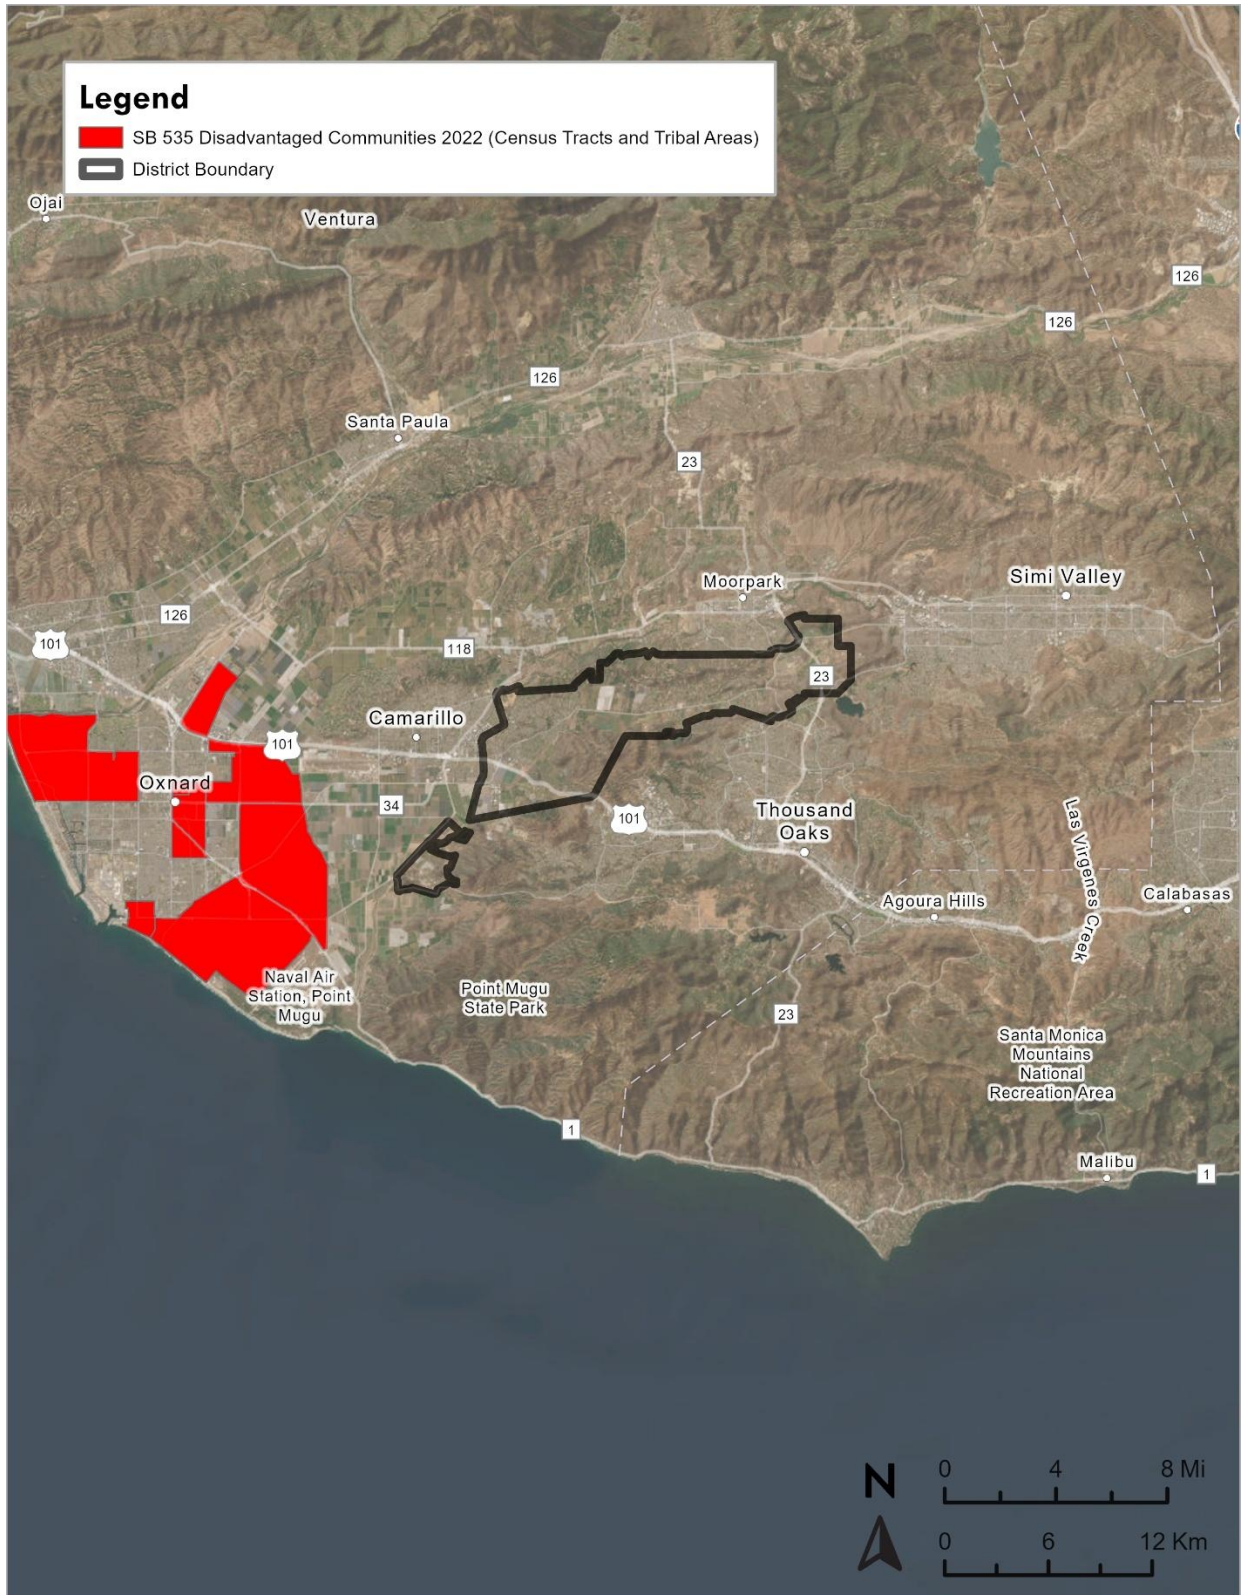 Legend
SB 535 Disadvantaged Communities 2022 (Census Tracts and Tribal Areas)
District Boundary
Ojai
Ventura
126
126
126
Santa Paula
23
Moorpark
Simi Valley
126
101
118
23
Camarillo
101
Oxnard
34
101
Thousand
Oaks
Las Virgenes Creek
Agoura Hills
Calabasas
Naval Air
Station, Point
Mugu
Point Mugu
State Park
23
Santa Monica
Mountains
National
Recreation Area
1
Malibu
1
N
0 4 8 Mi
0 6 12 Km